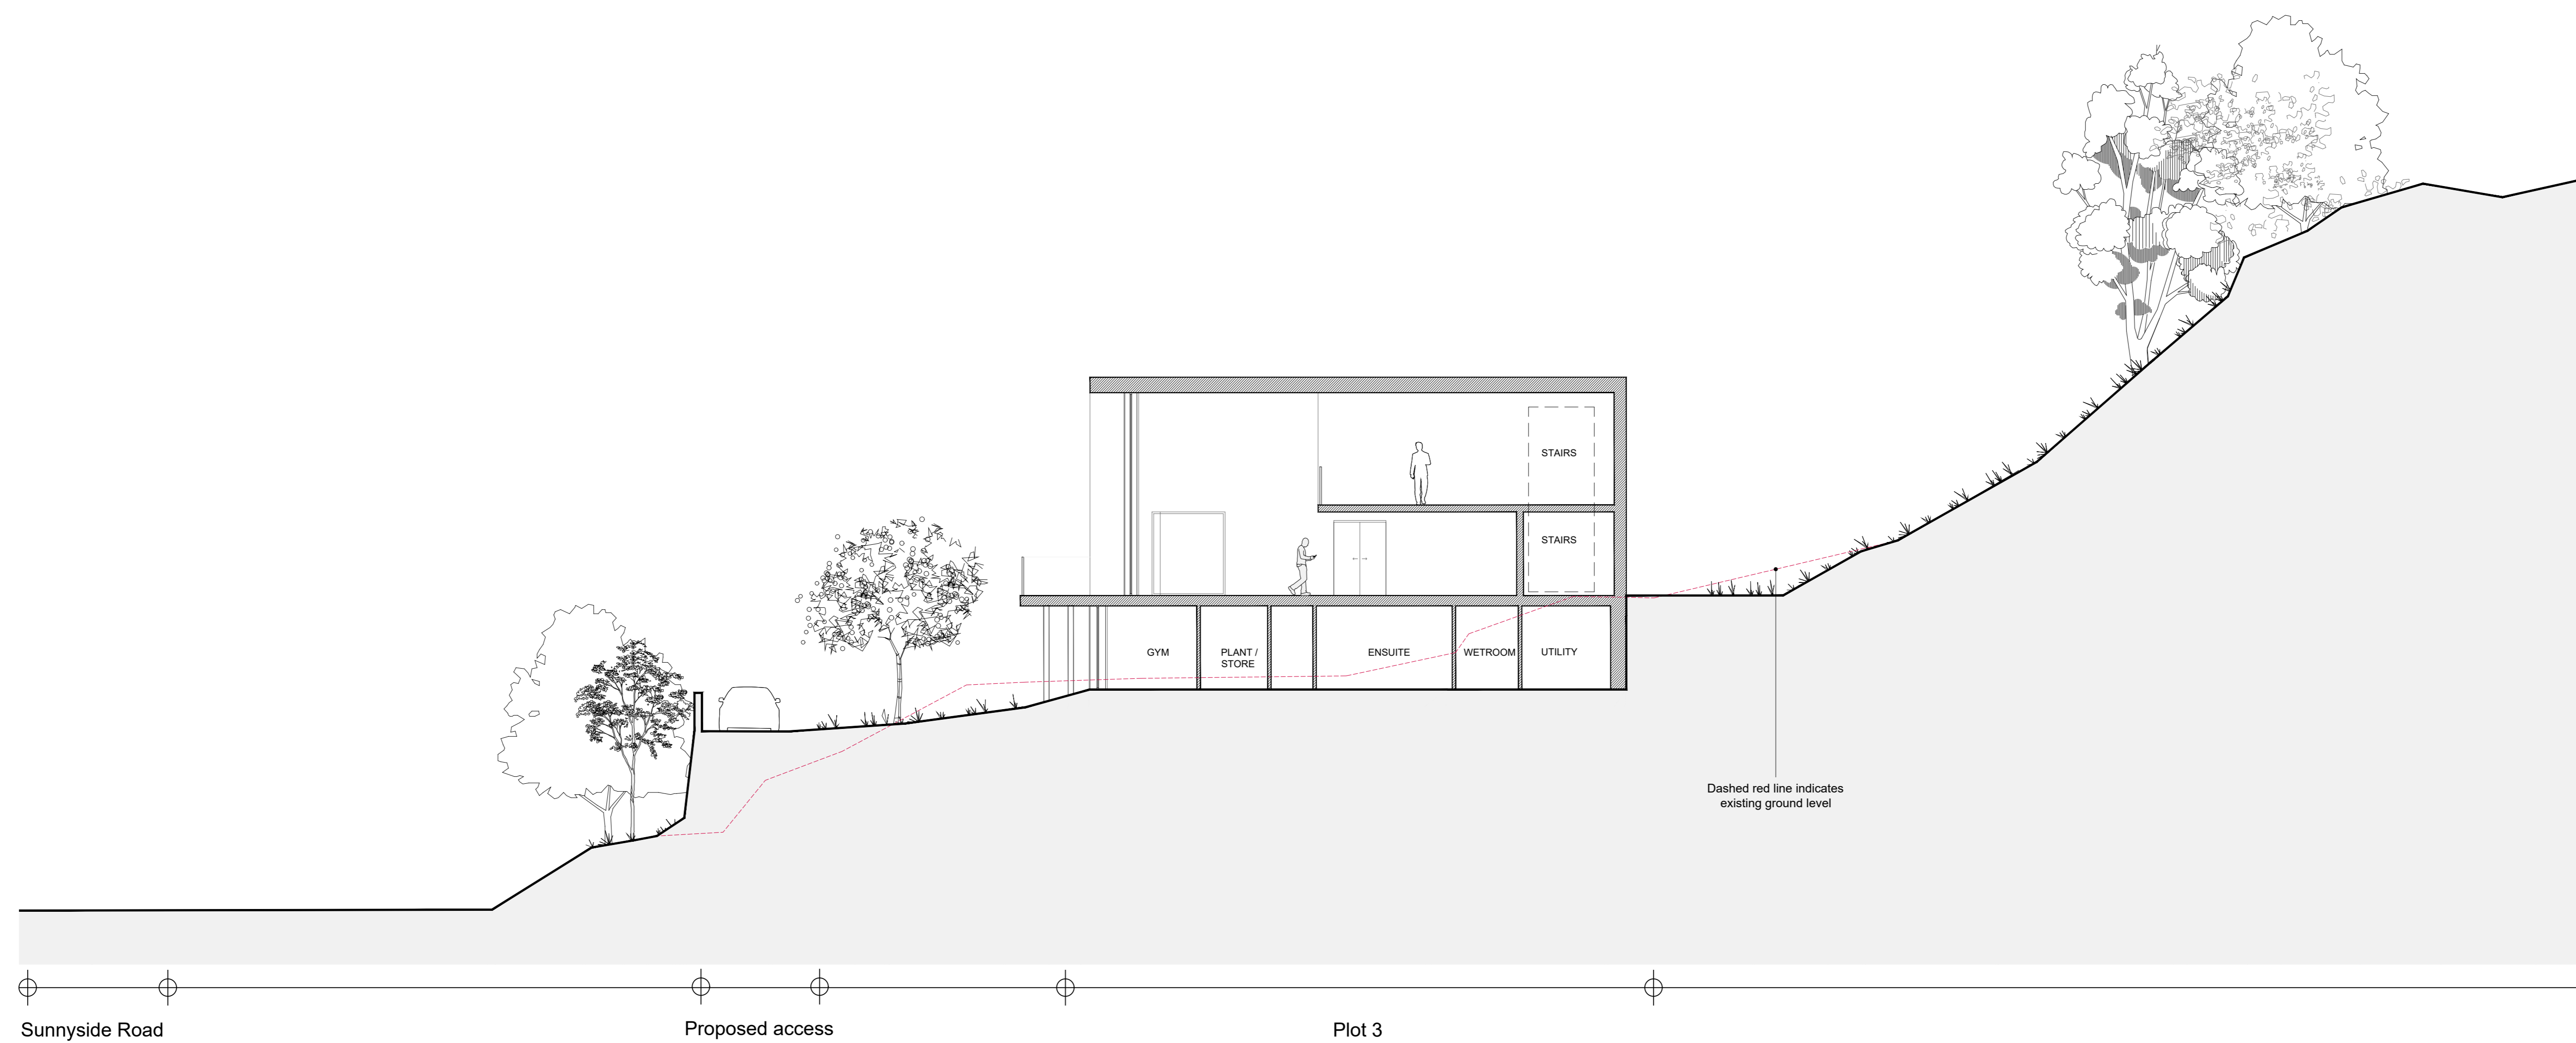 STAIRS
STAIRS
GYM
PLANT /
STORE
ENSUITE
WETROOM
UTILITY
Dashed red line indicates
existing ground level
Sunnyside Road
Proposed access
Plot 3